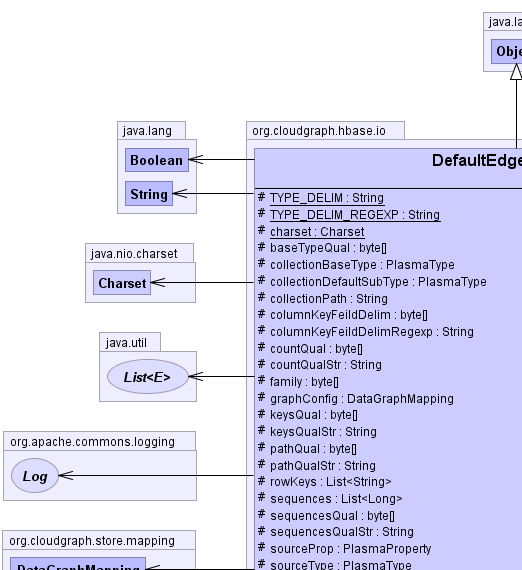 java.la
Obje
java.lang
Boolean
String
org.cloudgraph.hbase.io
DefaultEdge
# TYPE_DELIM : String
# TYPE_DELIM_REGEXP : String
# charset : Charset
# baseTypeQual : byte[]
# collectionBaseType : PlasmaType
# collectionDefaultSubType : PlasmaType
# collectionPath : String
# columnKeyFeildDelim : byte[]
# columnKeyFeildDelimRegexp : String
# countQual : byte[]
# countQualStr : String
# family : byte[]
# graphConfig : DataGraphMapping
# keysQual : byte[]
# keysQualStr : String
# pathQual : byte[]
# pathQualStr : String
# rowKeys : List<String>
# sequences : List<Long>
# sequencesQual : byte[]
# sequencesQualStr : String
# sourceProp : PlasmaProperty
# sourceType : PlasmaType
java.nio.charset
Charset
java.util
List<E>
org.apache.commons.logging
Log
org.cloudgraph.store.mapping
DataGraphMapping